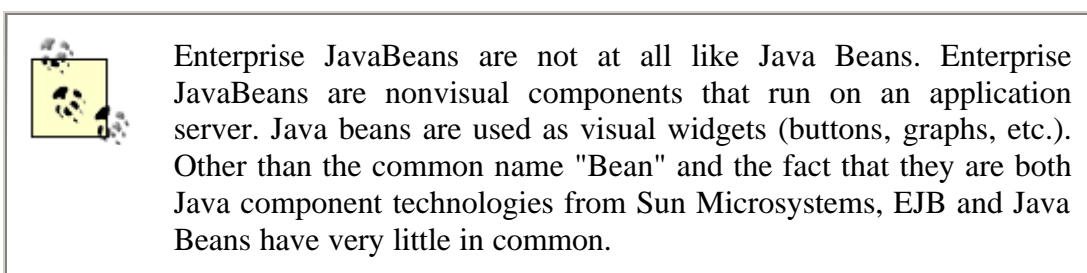 Enterprise JavaBeans are not at all like Java Beans. Enterprise
JavaBeans are nonvisual components that run on an application
server. Java beans are used as visual widgets (buttons, graphs, etc.).
Other than the common name "Bean" and the fact that they are both
Java component technologies from Sun Microsystems, EJB and Java
Beans have very little in common.